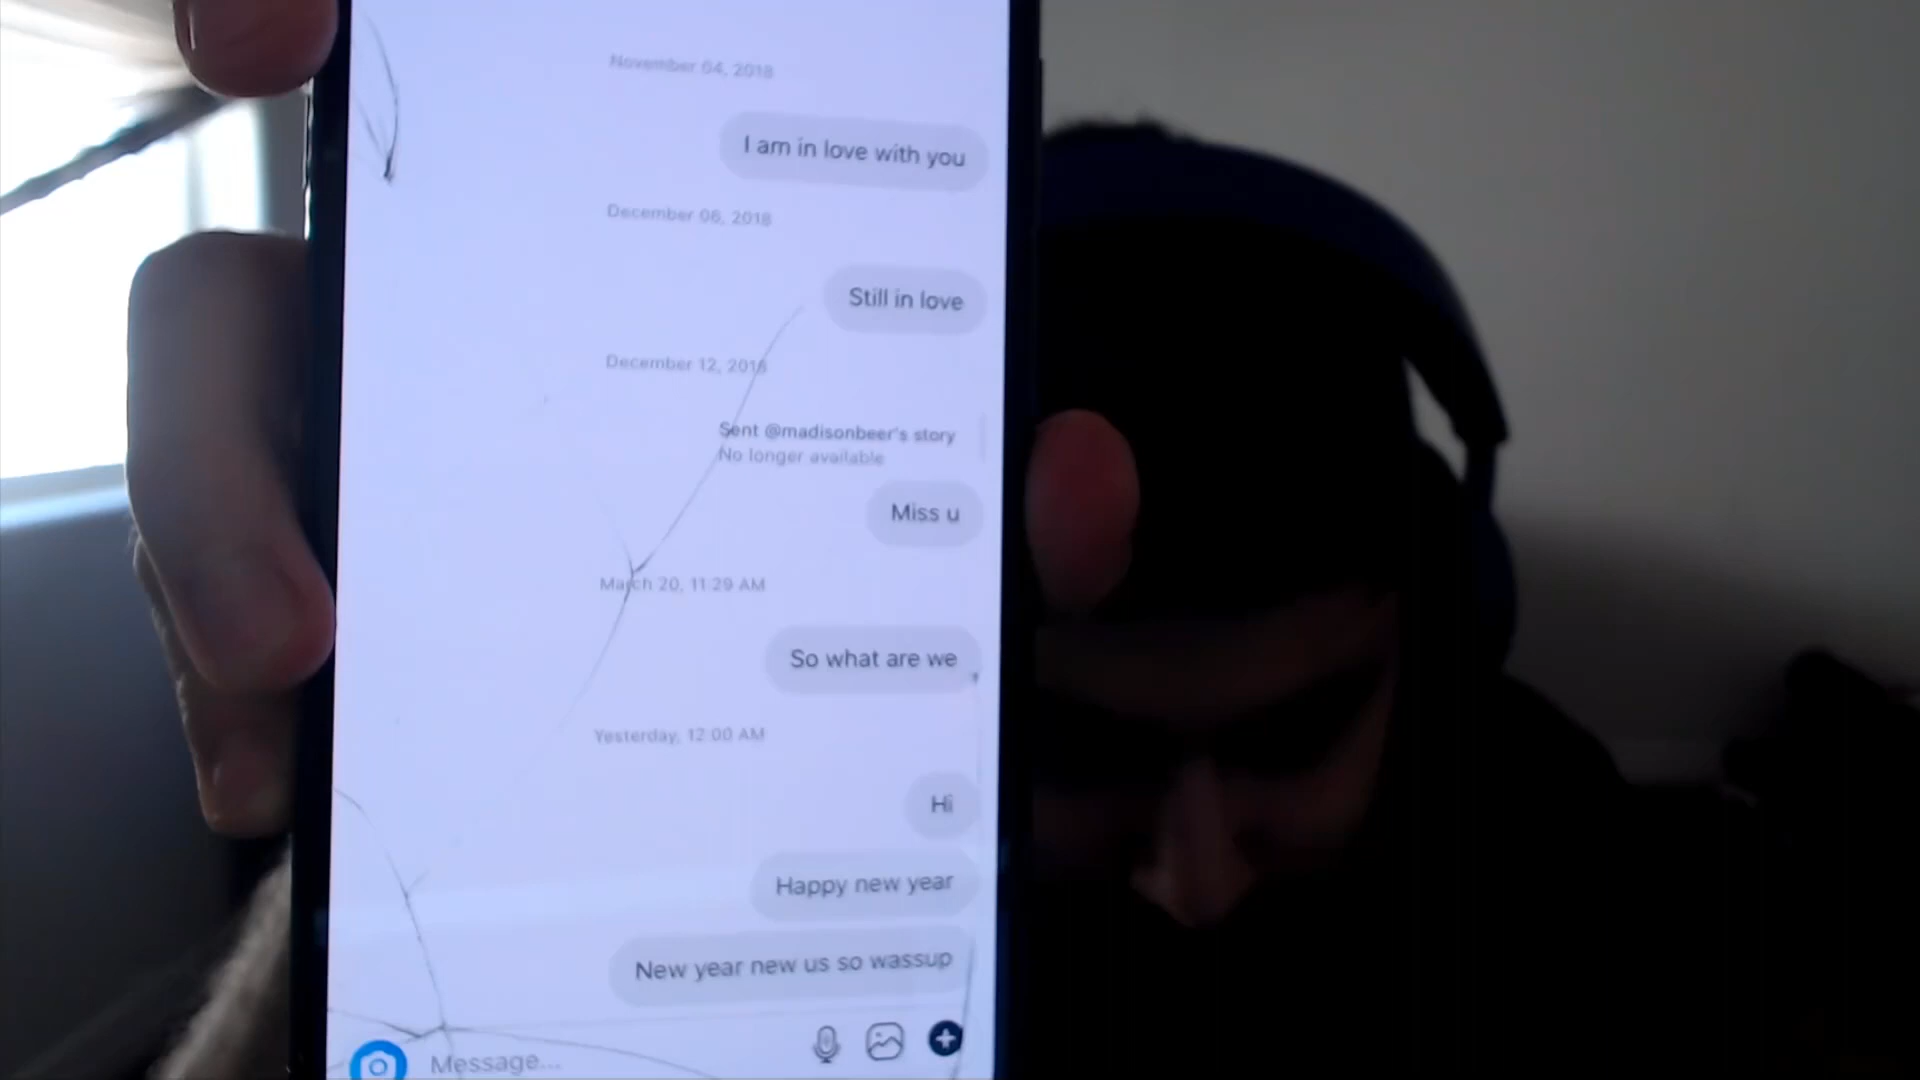 November 04, 2018
I am in love with you
December 06, 2018
Still in love
December 12, 2018
Sent @madisonbeer's story
No longer available
Miss u
March 20, 11:29 AM
So what are we
Yesterday, 12:00 AM
Hi
Happy new year
New year new us so wassup
Message...